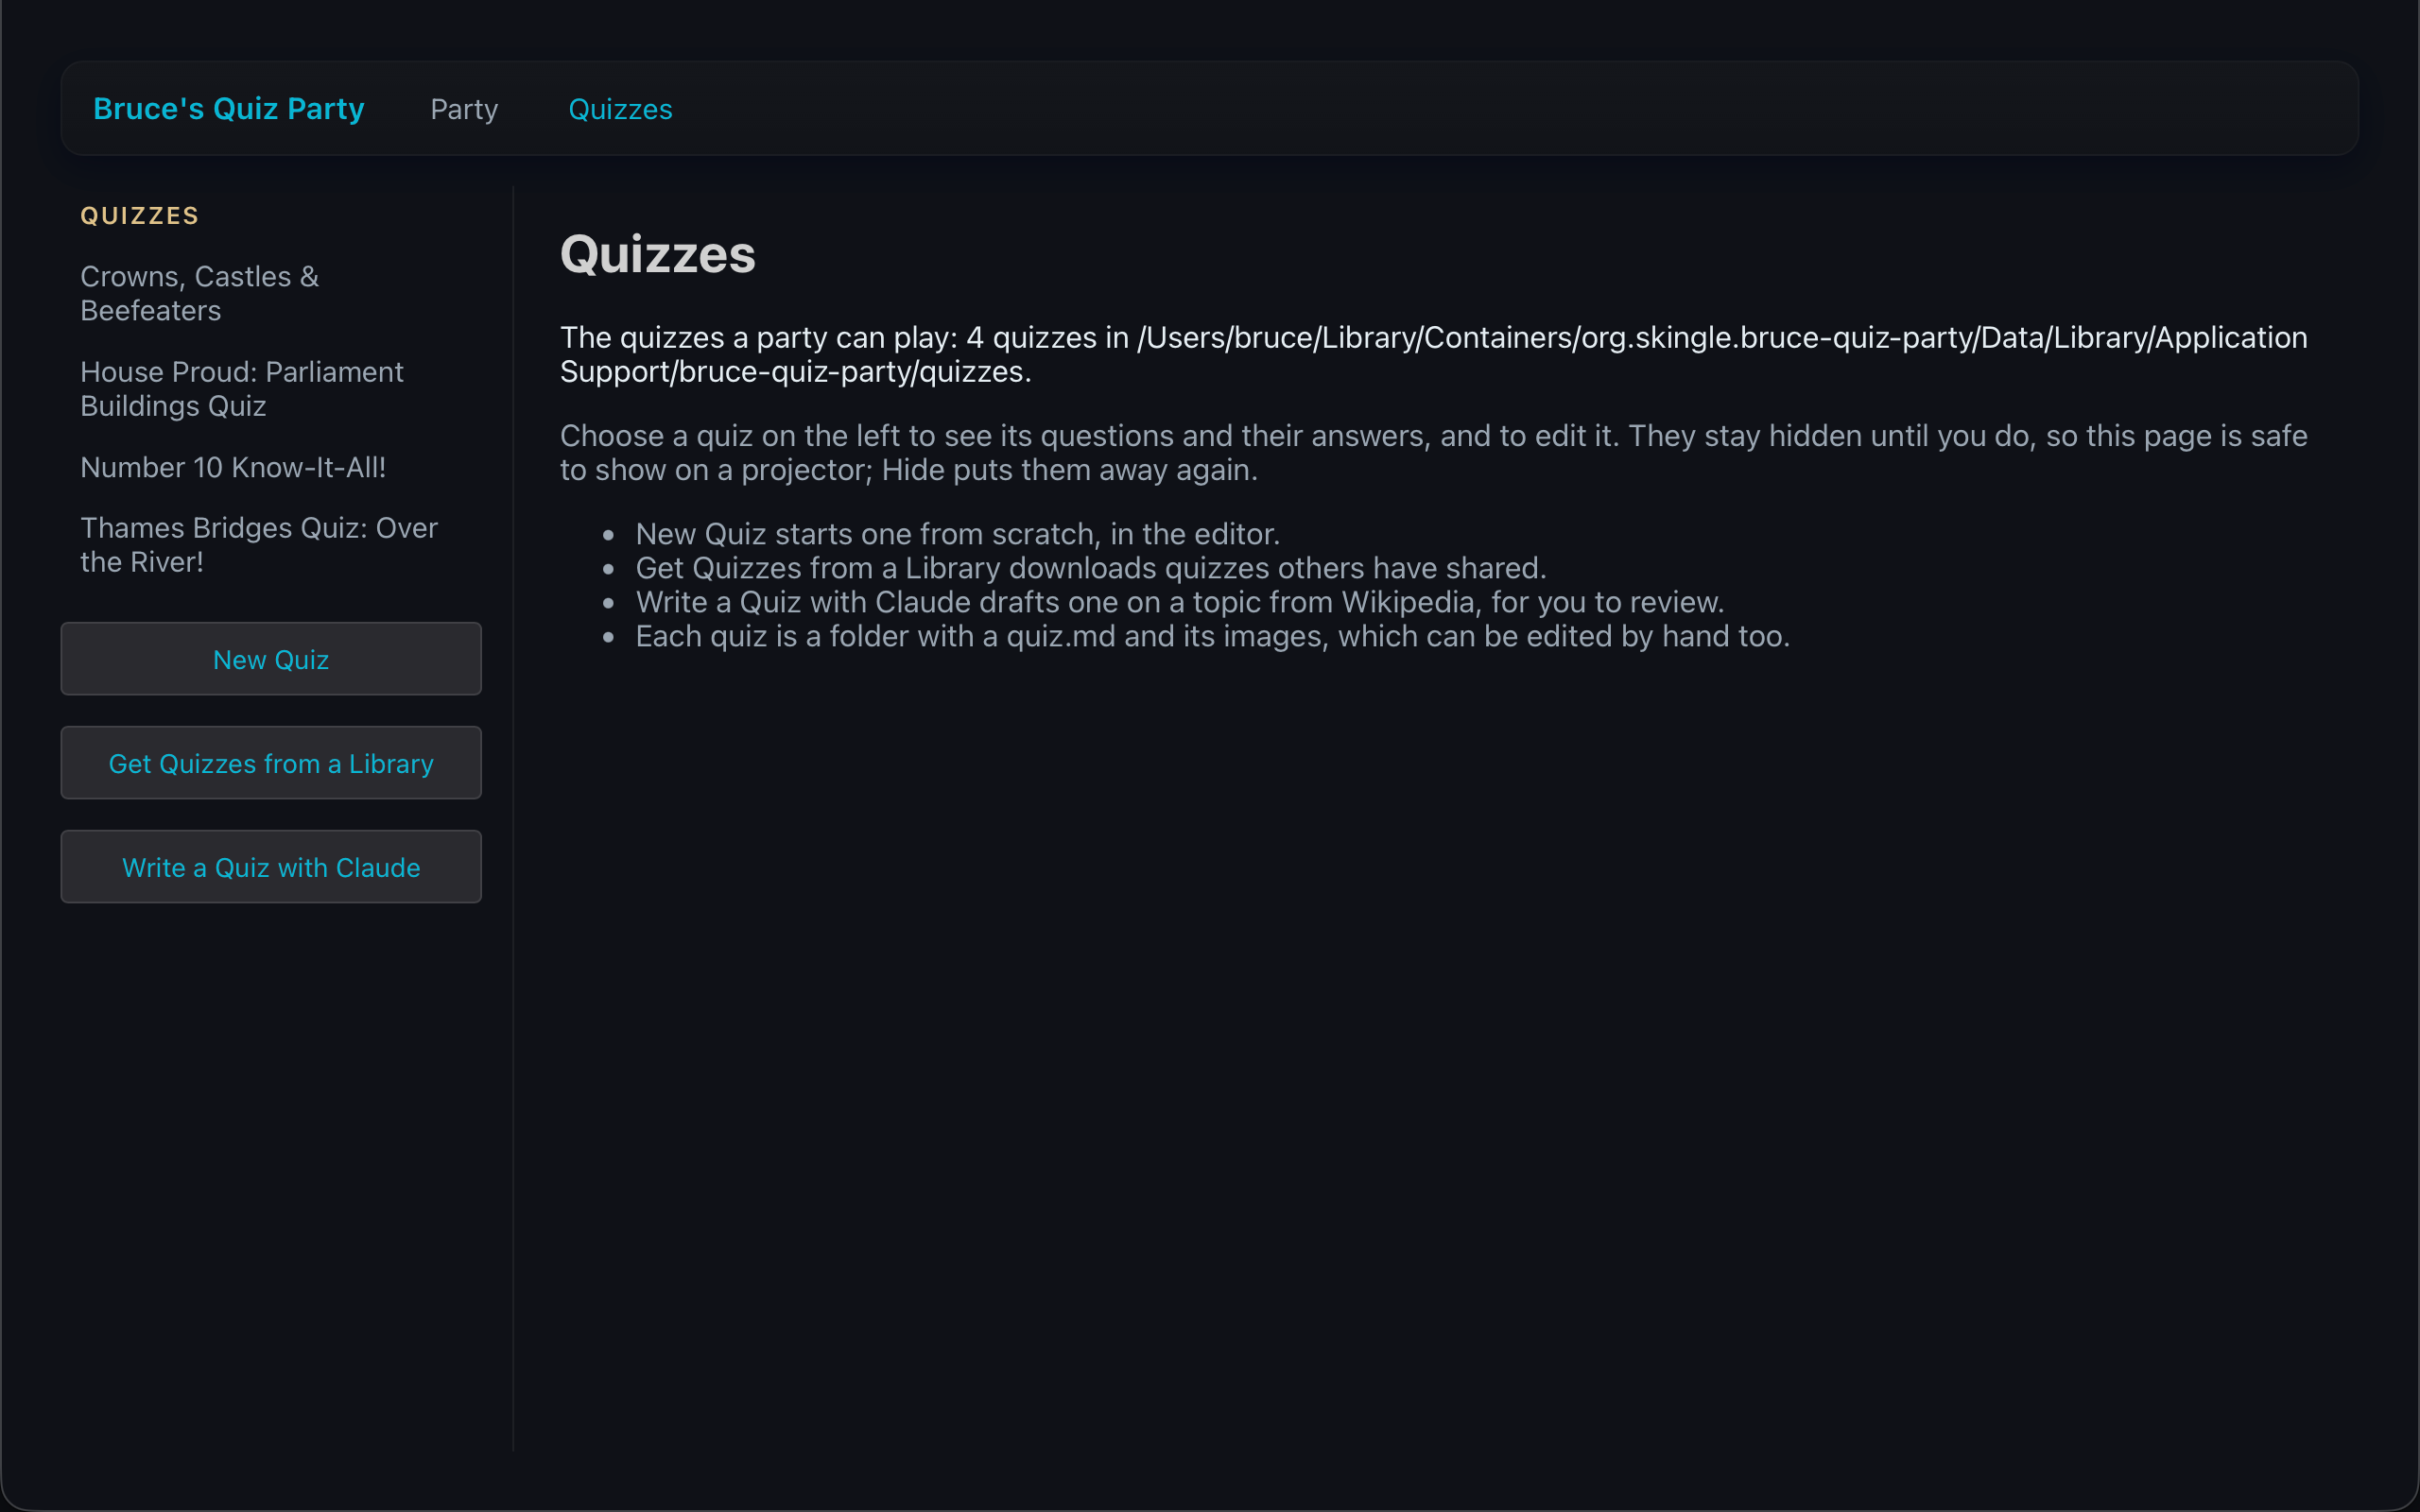 Bruce's Quiz Party
Party
Quizzes
QUIZZES
Crowns, Castles &
Beefeaters
House Proud: Parliament
Buildings Quiz
Number 10 Know-It-All!
Thames Bridges Quiz: Over
the River!
New Quiz
Get Quizzes from a Library
Write a Quiz with Claude
Quizzes
The quizzes a party can play: 4 quizzes in /Users/bruce/Library/Containers/org.skingle.bruce-quiz-party/Data/Library/Application
Support/bruce-quiz-party/quizzes.
Choose a quiz on the left to see its questions and their answers, and to edit it. They stay hidden until you do, so this page is safe
to show on a projector; Hide puts them away again.
• New Quiz starts one from scratch, in the editor.
• Get Quizzes from a Library downloads quizzes others have shared.
• Write a Quiz with Claude drafts one on a topic from Wikipedia, for you to review.
• Each quiz is a folder with a quiz.md and its images, which can be edited by hand too.